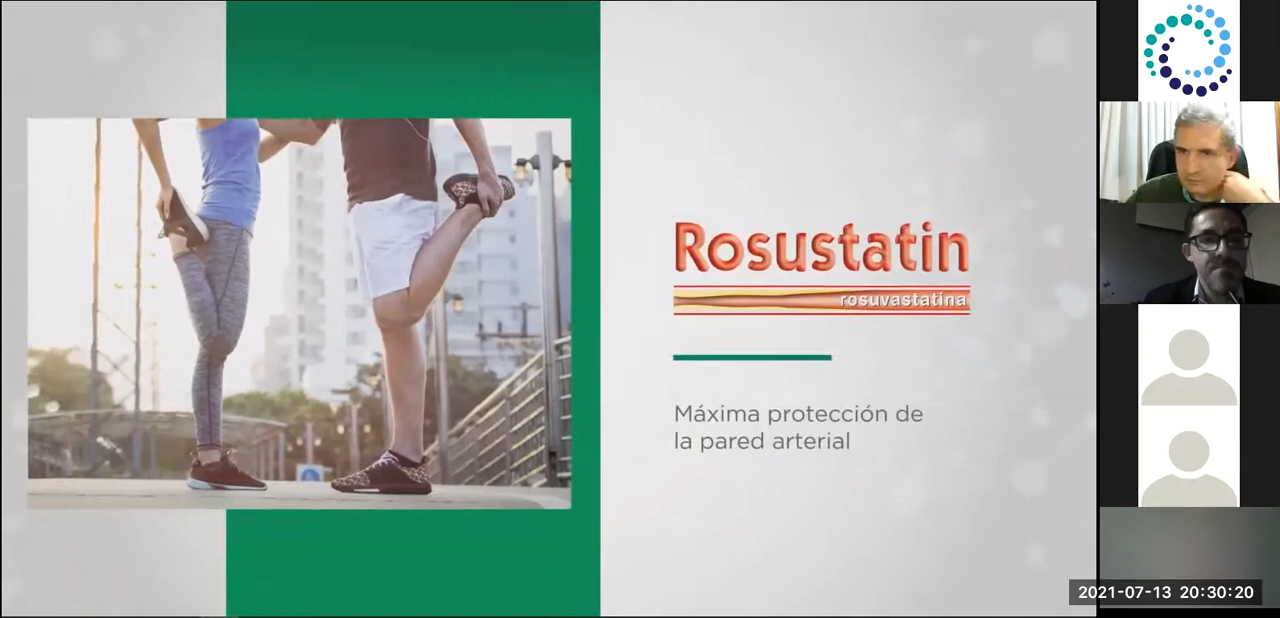 Rosustatin
rosuvastatina
Máxima protección de
la pared arterial
2021-07-13 20:30:20